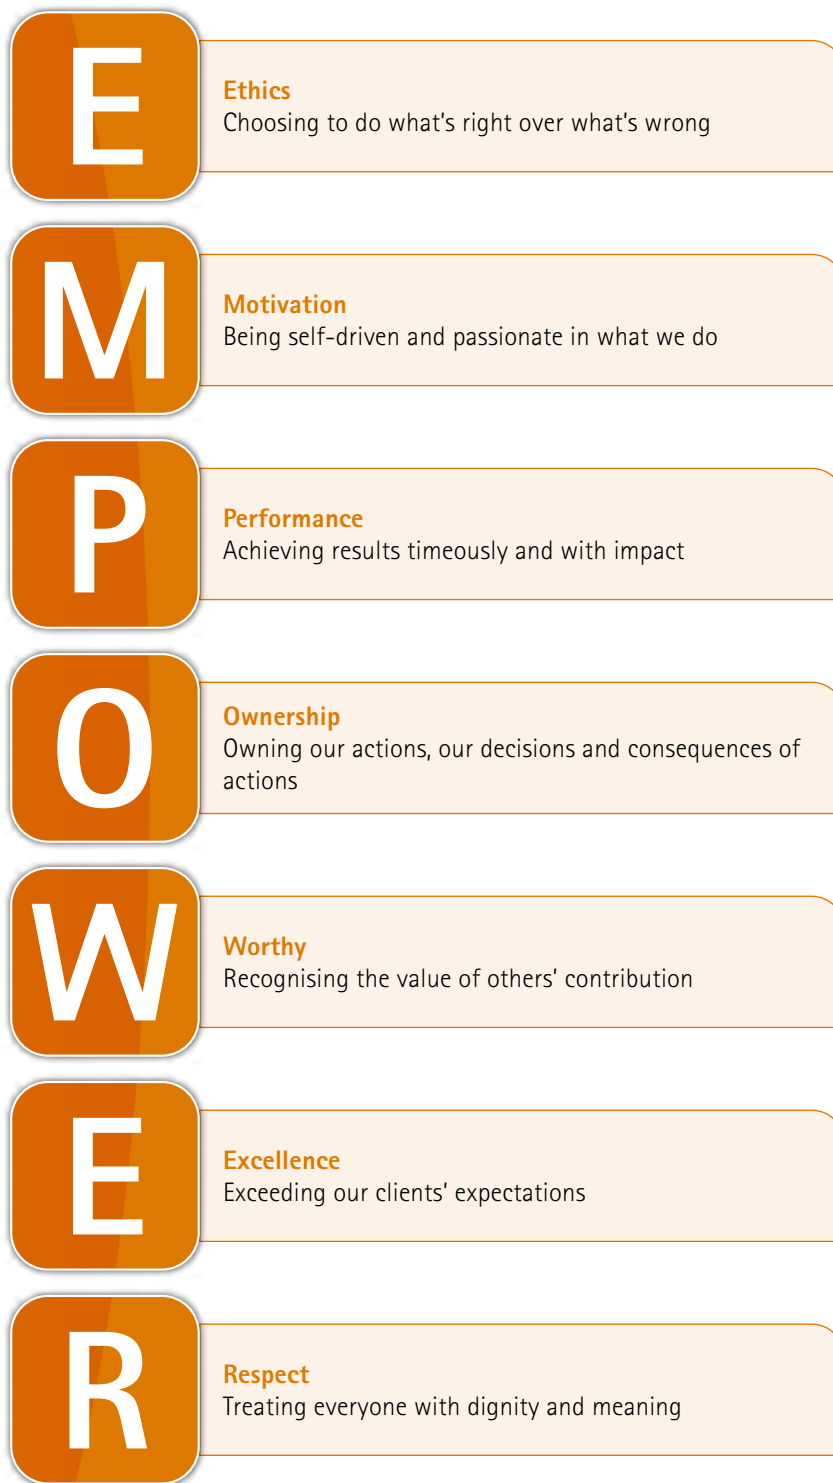 E
Ethics
Choosing to do what's right over what's wrong
M
Motivation
Being self-driven and passionate in what we do
P
Performance
Achieving results timeously and with impact
O
Ownership
Owning our actions, our decisions and consequences of
actions
W
Worthy
Recognising the value of others' contribution
E
Excellence
Exceeding our clients' expectations
R
Respect
Treating everyone with dignity and meaning